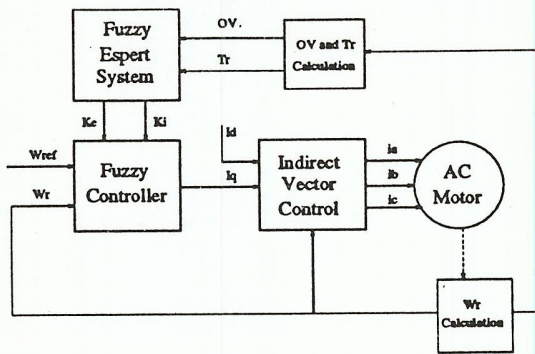 Fuzzy
Espert
System
OV.
Tr
OV and Tr
Calculation
Ke
Ki
Wref
Wr
Fuzzy
Controller
Id
Iq
Indirect
Vector
Control
ia
ib
ic
AC
Motor
Wr
Calculation